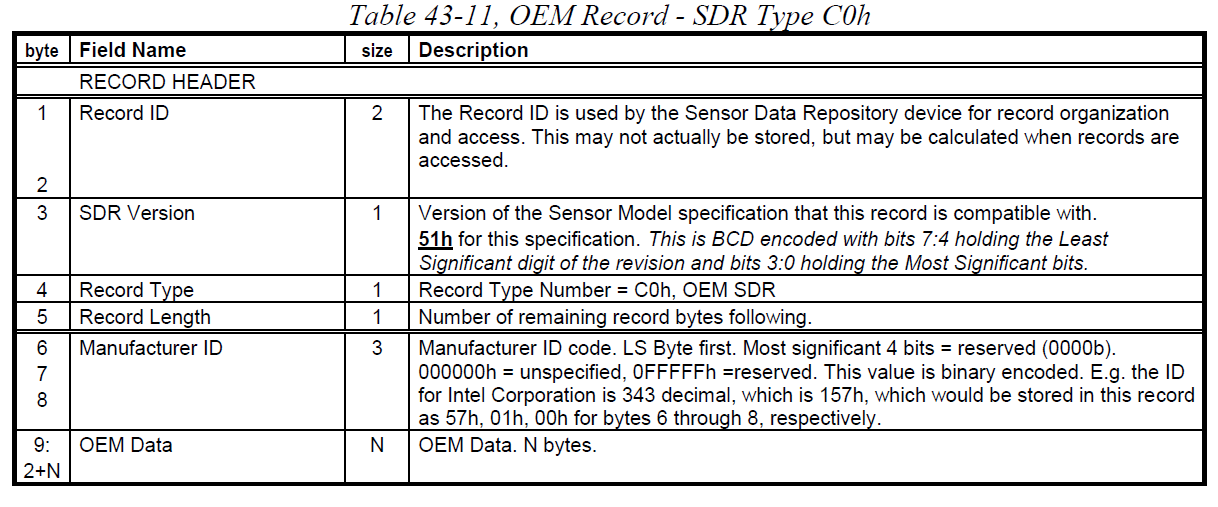 Table 43-11, OEM Record - SDR Type C0h
byte Field Name size Description
RECORD HEADER
1 Record ID 2 The Record ID is used by the Sensor Data Repository device for record organization
and access. This may not actually be stored, but may be calculated when records are
accessed.
2
3 SDR Version 1 Version of the Sensor Model specification that this record is compatible with.
51h for this specification. This is BCD encoded with bits 7:4 holding the Least
Significant digit of the revision and bits 3:0 holding the Most Significant bits.
4 Record Type 1 Record Type Number = C0h, OEM SDR
5 Record Length 1 Number of remaining record bytes following.
6 Manufacturer ID 3 Manufacturer ID code. LS Byte first. Most significant 4 bits = reserved (0000b).
7 000000h = unspecified, 0FFFFFh =reserved. This value is binary encoded. E.g. the ID
8 for Intel Corporation is 343 decimal, which is 157h, which would be stored in this record
as 57h, 01h, 00h for bytes 6 through 8, respectively.
9: OEM Data N OEM Data. N bytes.
2+N